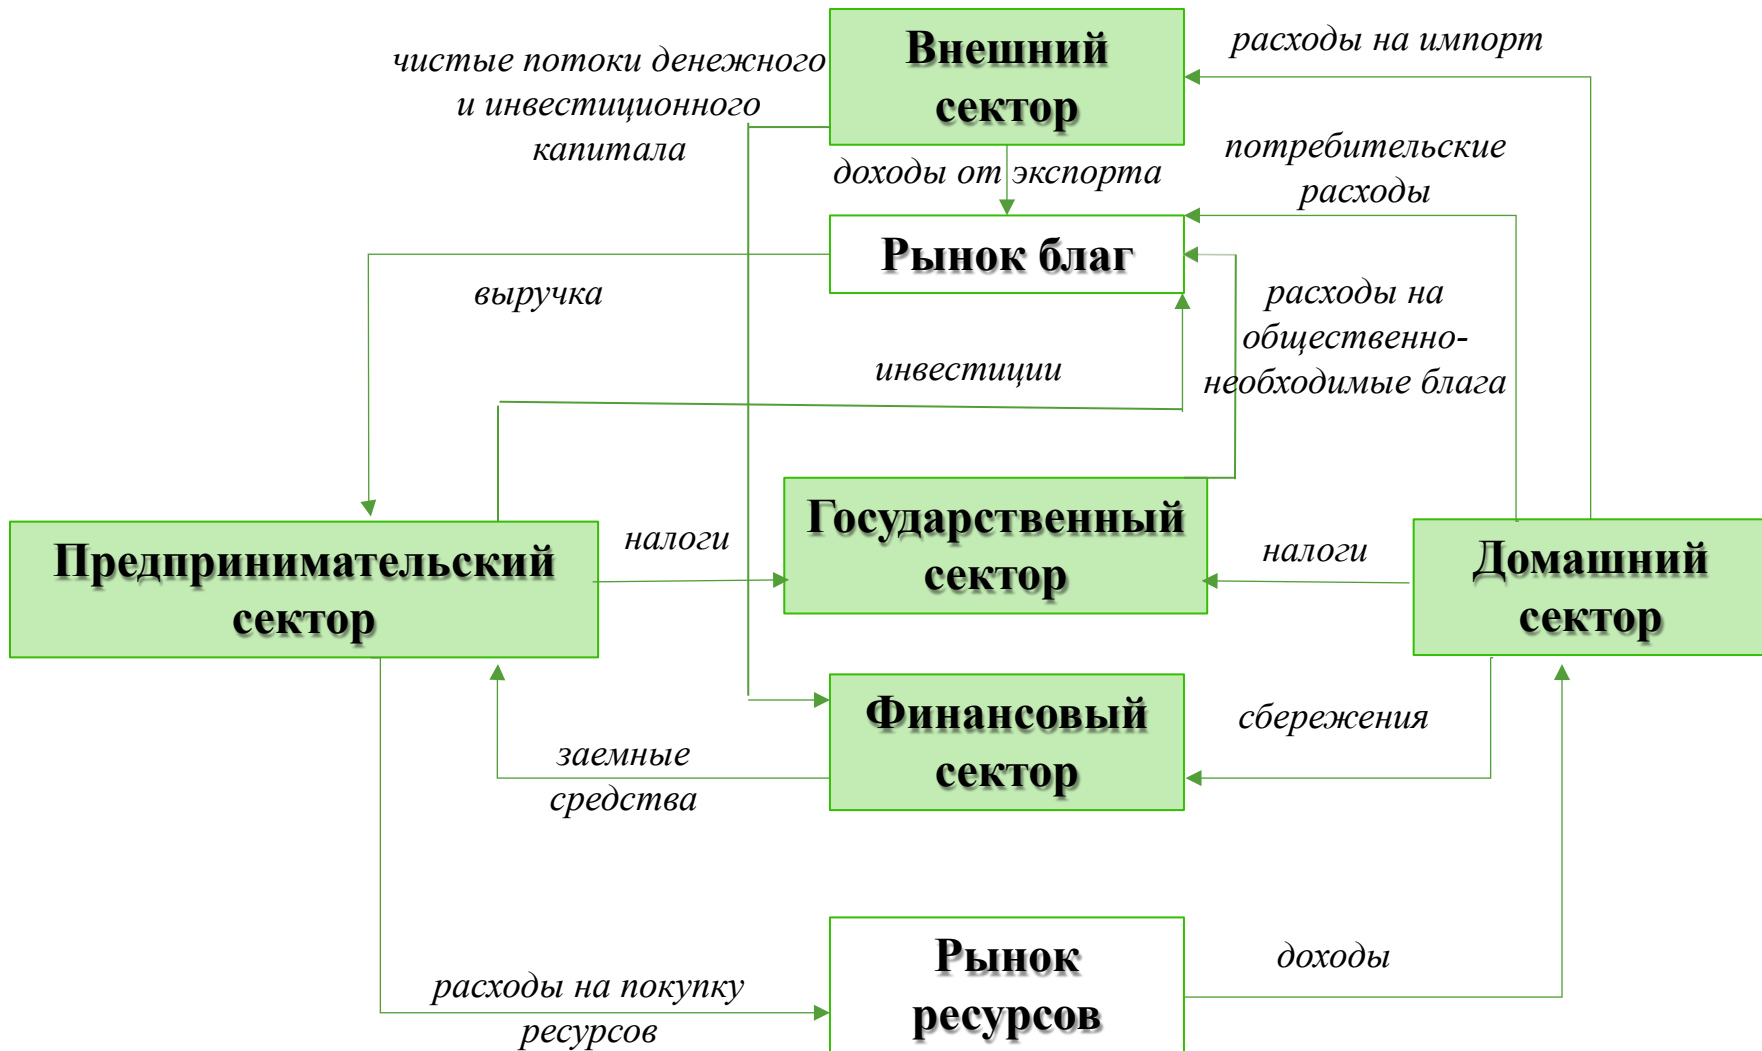 Внешний
сектор
расходы на импорт
чистые потоки денежного
и инвестиционного
капитала
потребительские
расходы
доходы от экспорта
Рынок благ
выручка
расходы на
общественно-
необходимые блага
инвестиции
Предпринимательский
сектор
налоги
Государственный
сектор
налоги
Домашний
сектор
Финансовый
сектор
сбережения
заемные
средства
Рынок
ресурсов
доходы
расходы на покупку
ресурсов